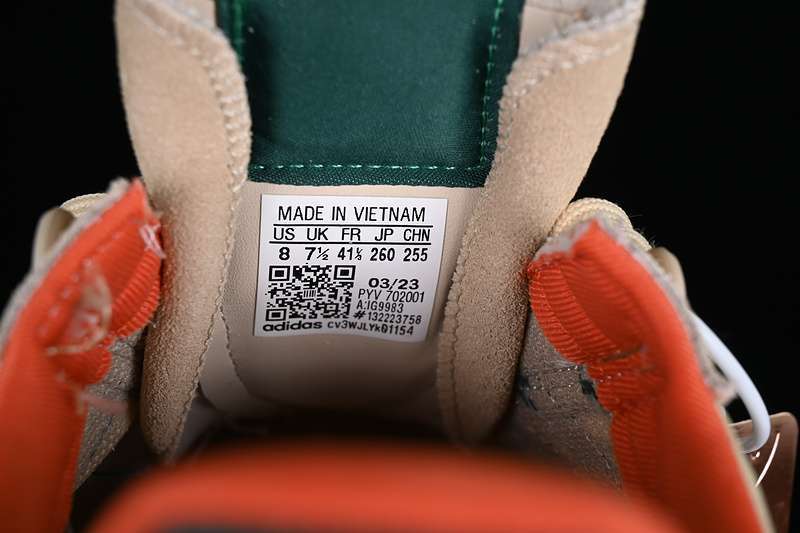 MADE IN VIETNAM
US UK FR JP CHN
8 7½ 41⅓ 260 255
03/23
PYV 702001
A:IG9983
#132223758
adidas cv3WJLYk01154